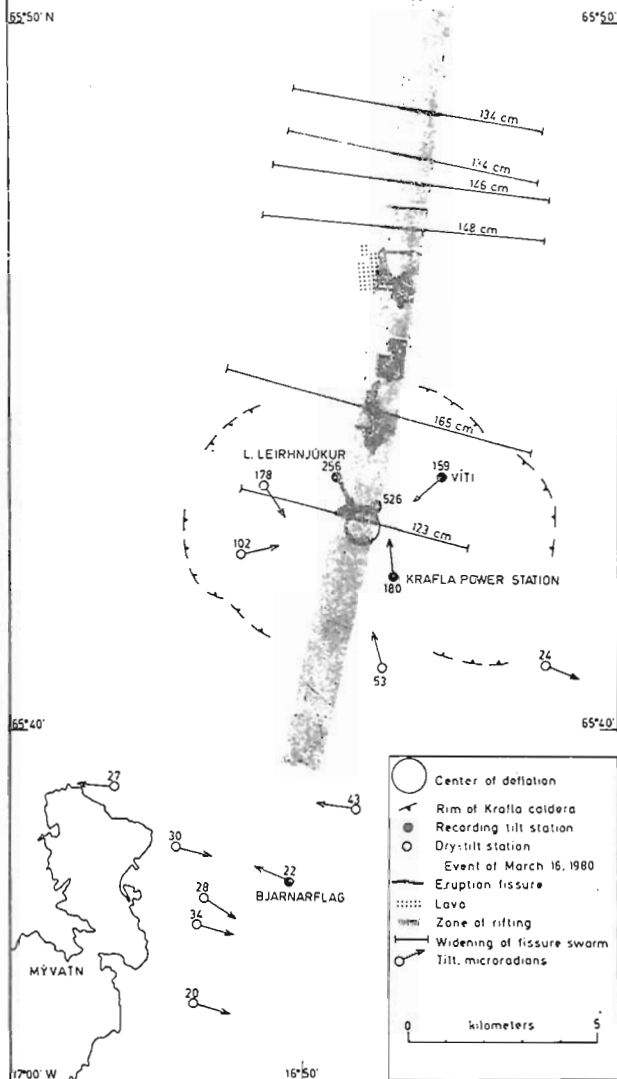 65°50' N
65°50'
134 cm
134 cm
146 cm
148 cm
165 cm
L. LEIRHNJÚKUR
256
159
178
VÍTI
526
123 cm
102
180
KRAFLA POWER STATION
53
24
65°40'
65°40'
27
43
30
22
28
BJARNARFLAG
34
MÝVATN
20
Center of deflation
Rim of Krafla caldera
Recording tilt station
Dry-tilt station
Event of March 16, 1980
Eruption fissure
Lava
Zone of rifting
Widening of fissure swarm
Tilt, microradians
0 kilometers 5
17°00' W
16°50'